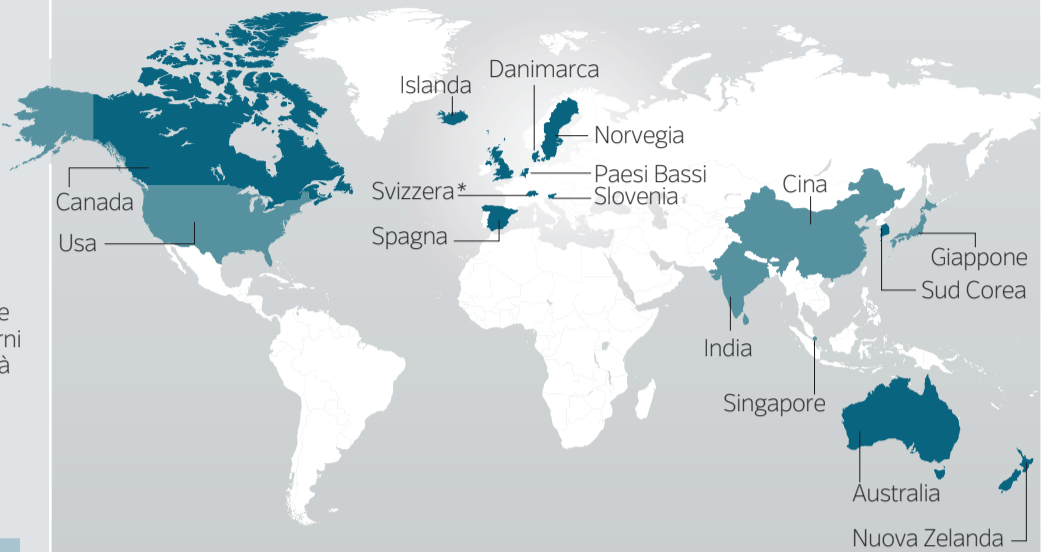 Islanda
Danimarca
Norvegia
Paesi Bassi
Svizzera*
Slovenia
Canada
Usa
Spagna
Cina
Giappone
Sud Corea
India
Singapore
Australia
Nuova Zelanda
e
rni
à